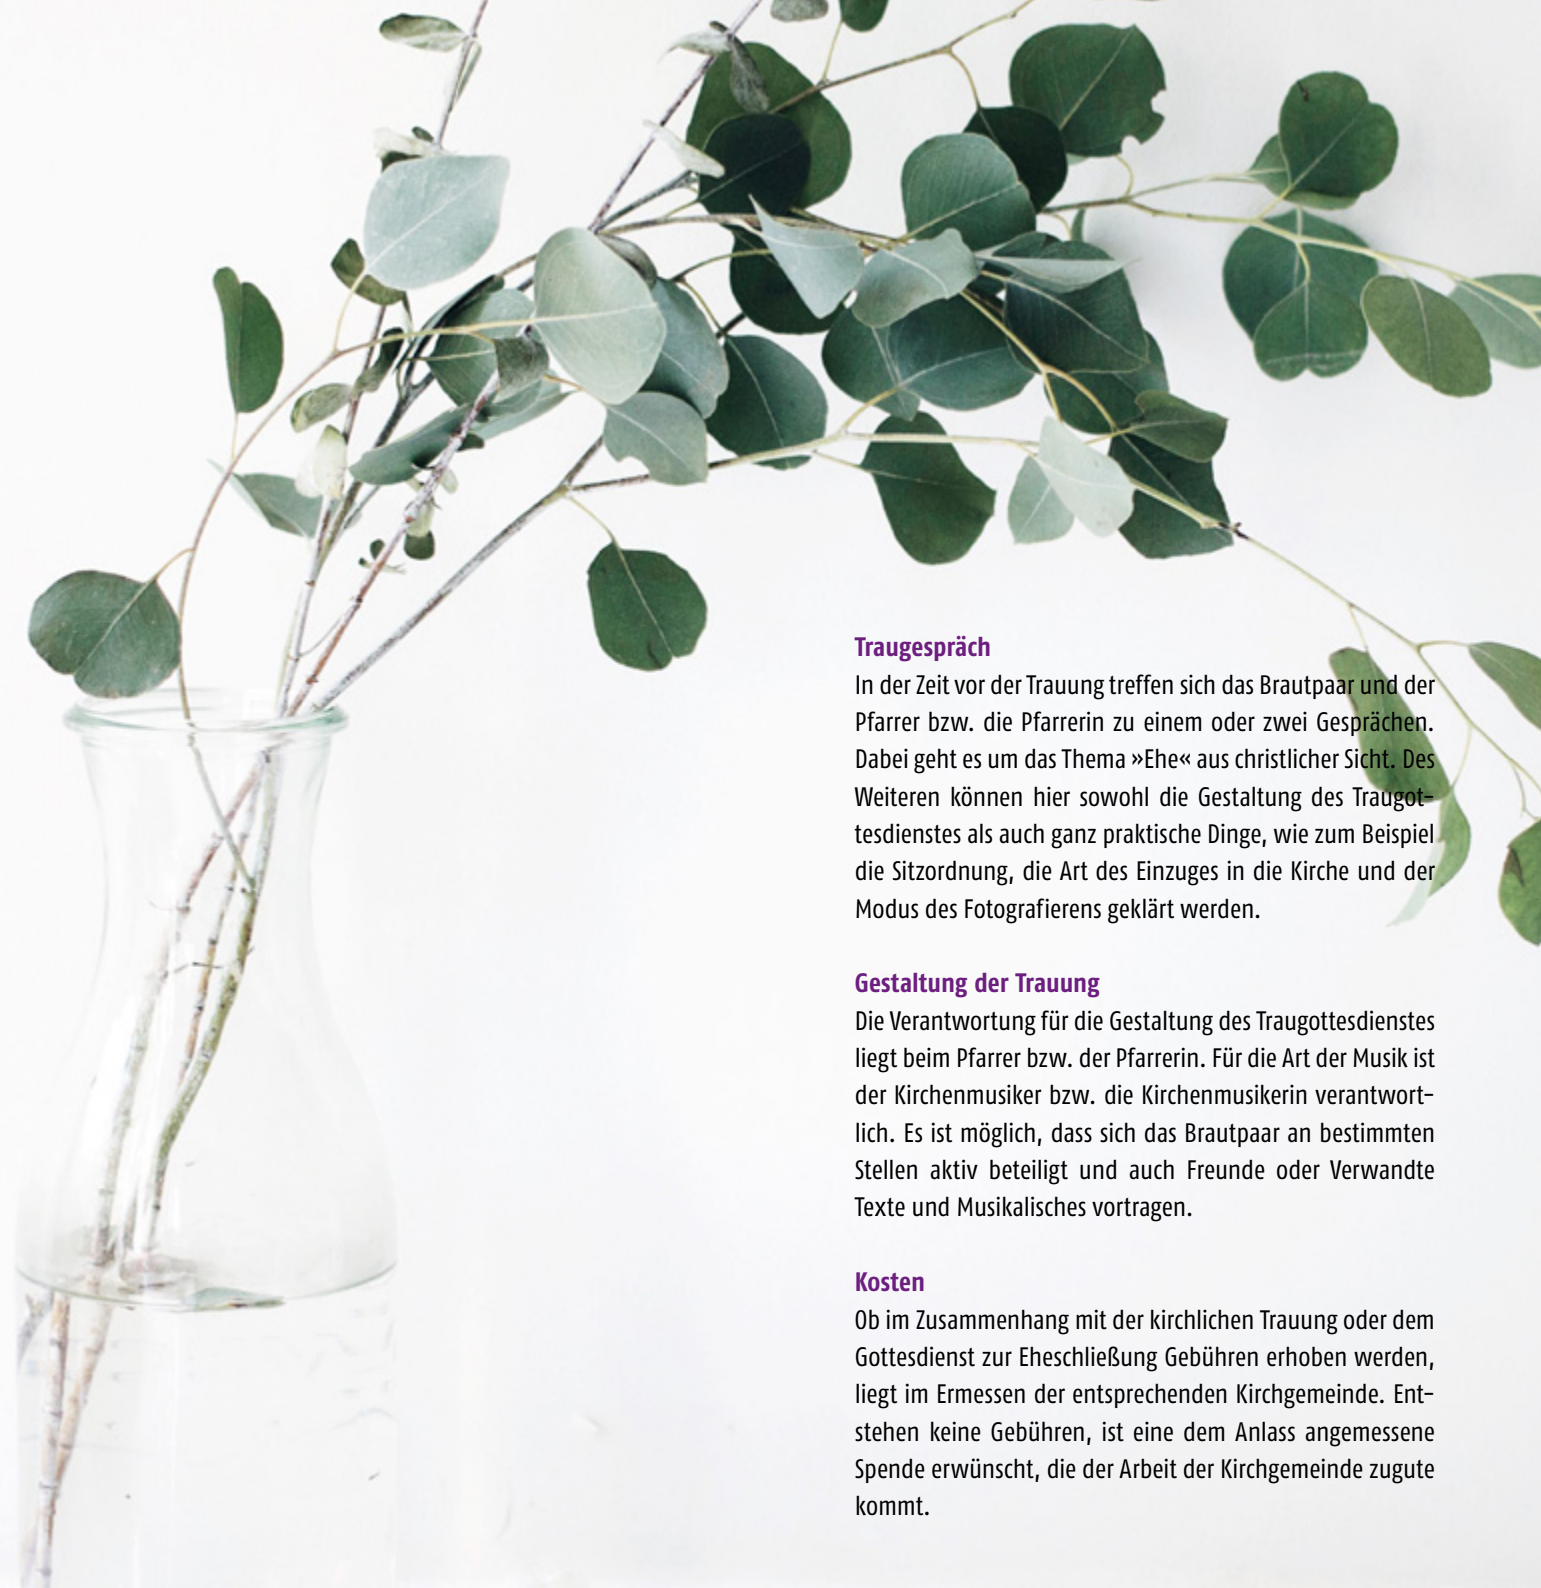 Traugespräch
In der Zeit vor der Trauung treffen sich das Brautpaar und der
Pfarrer bzw. die Pfarrerin zu einem oder zwei Gesprächen.
Dabei geht es um das Thema »Ehe« aus christlicher Sicht. Des
Weiteren können hier sowohl die Gestaltung des Traugot-
tesdienstes als auch ganz praktische Dinge, wie zum Beispiel
die Sitzordnung, die Art des Einzuges in die Kirche und der
Modus des Fotografierens geklärt werden.
Gestaltung der Trauung
Die Verantwortung für die Gestaltung des Traugottesdienstes
liegt beim Pfarrer bzw. der Pfarrerin. Für die Art der Musik ist
der Kirchenmusiker bzw. die Kirchenmusikerin verantwort-
lich. Es ist möglich, dass sich das Brautpaar an bestimmten
Stellen aktiv beteiligt und auch Freunde oder Verwandte
Texte und Musikalisches vortragen.
Kosten
Ob im Zusammenhang mit der kirchlichen Trauung oder dem
Gottesdienst zur Eheschließung Gebühren erhoben werden,
liegt im Ermessen der entsprechenden Kirchgemeinde. Ent-
stehen keine Gebühren, ist eine dem Anlass angemessene
Spende erwünscht, die der Arbeit der Kirchgemeinde zugute
kommt.